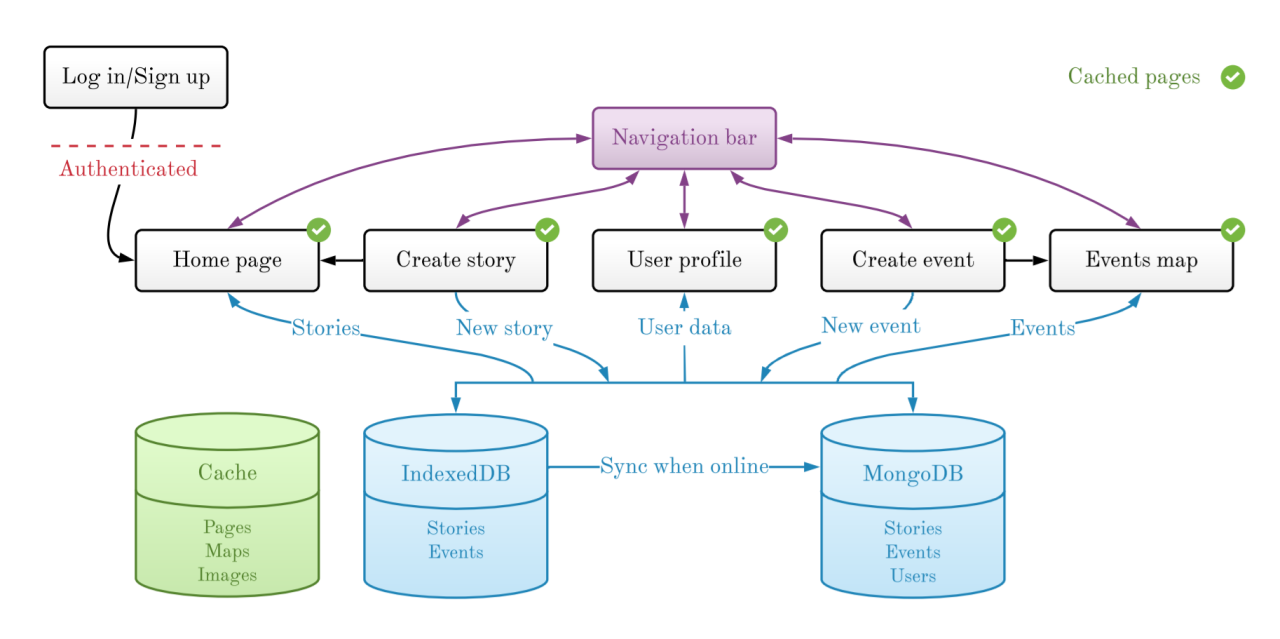 Log in/Sign up
Cached pages
Authenticated
Navigation bar
Home page
Create story
User profile
Create event
Events map
Stories
New story
User data
New event
Events
Cache
Pages
Maps
Images
IndexedDB
Stories
Events
Sync when online
MongoDB
Stories
Events
Users